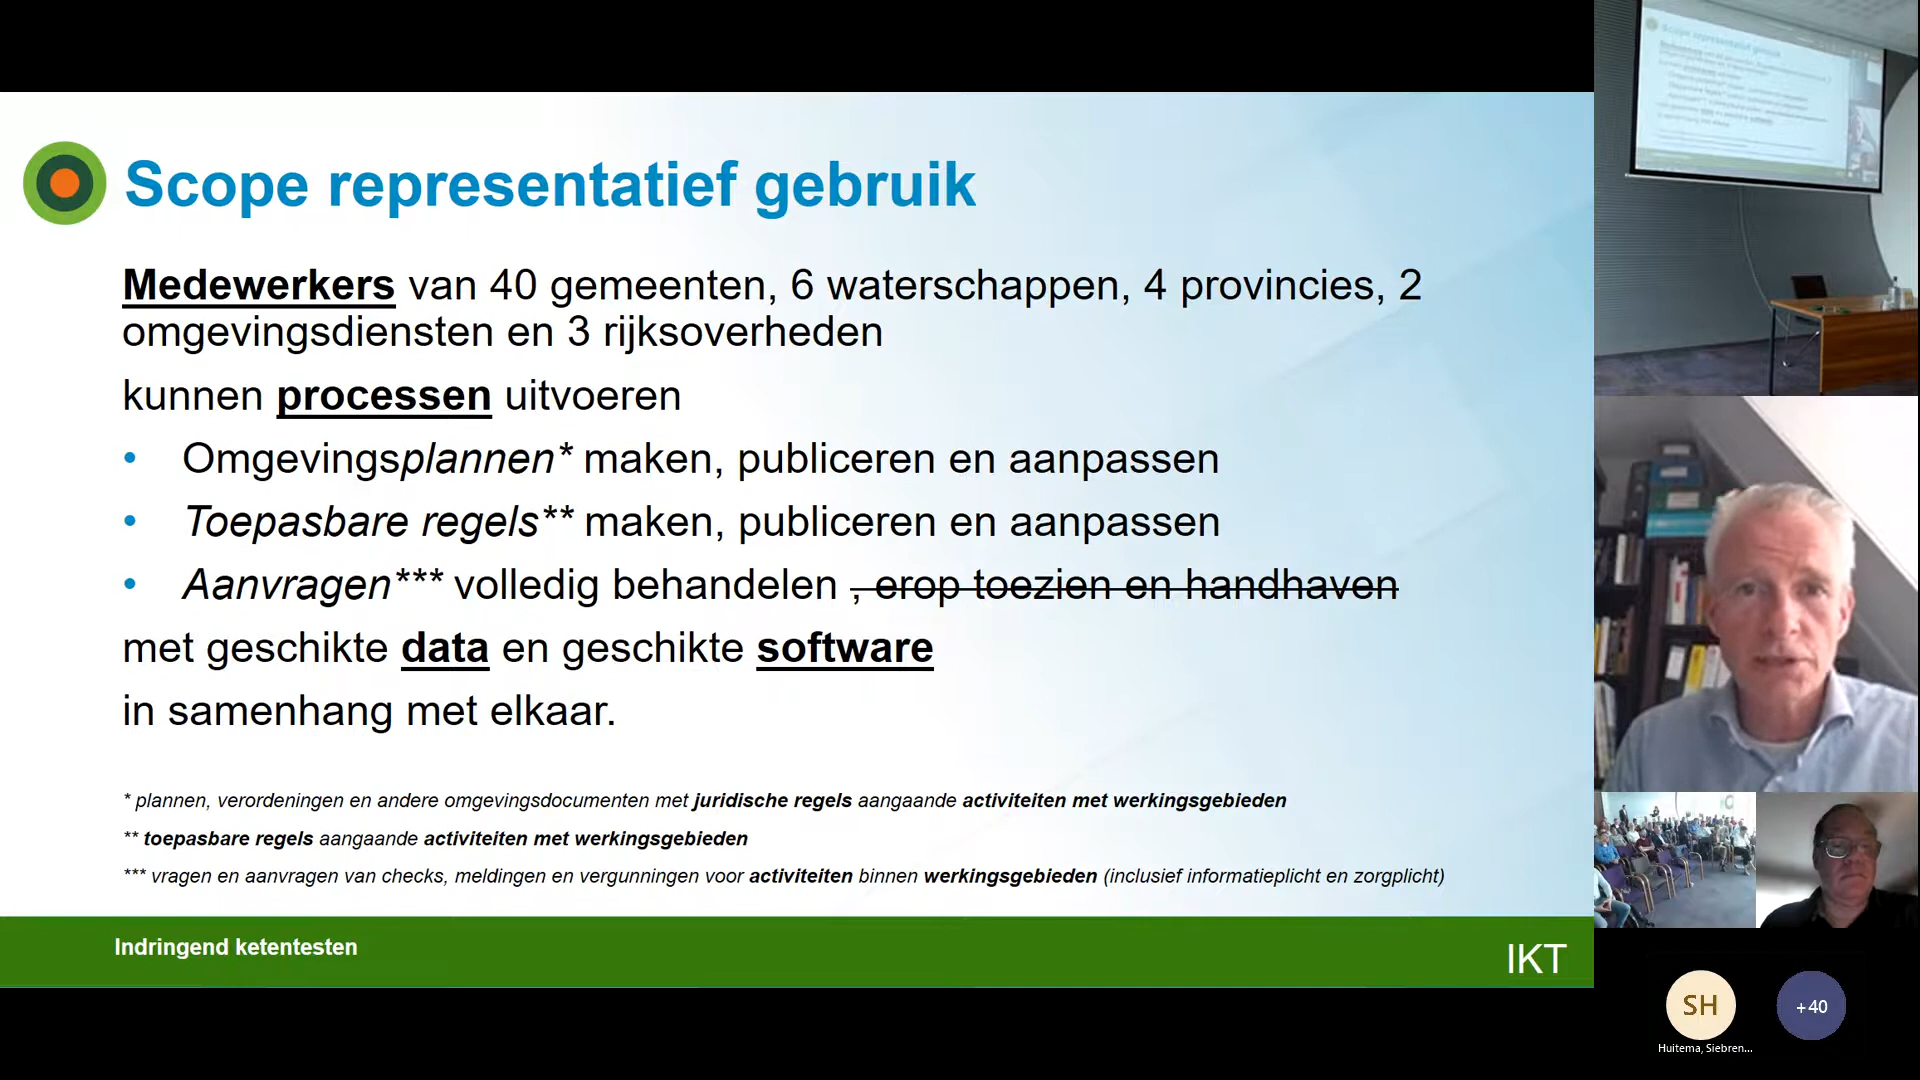 Scope representatief gebruik
Medewerkers van 40 gemeenten, 6 waterschappen, 4 provincies, 2
omgevingsdiensten en 3 rijksoverheden
kunnen processen uitvoeren
• Omgevingsplannen* maken, publiceren en aanpassen
• Toepasbare regels** maken, publiceren en aanpassen
• Aanvragen*** volledig behandelen , erop toezien en handhaven
met geschikte data en geschikte software
in samenhang met elkaar.
* plannen, verordeningen en andere omgevingsdocumenten met juridische regels aangaande activiteiten met werkingsgebieden
** toepasbare regels aangaande activiteiten met werkingsgebieden
*** vragen en aanvragen van checks, meldingen en vergunningen voor activiteiten binnen werkingsgebieden (inclusief informatieplicht en zorgplicht)
Indringend ketentesten
IKT
Scope representatief gebruik
SH
+40
Huitema, Siebren...